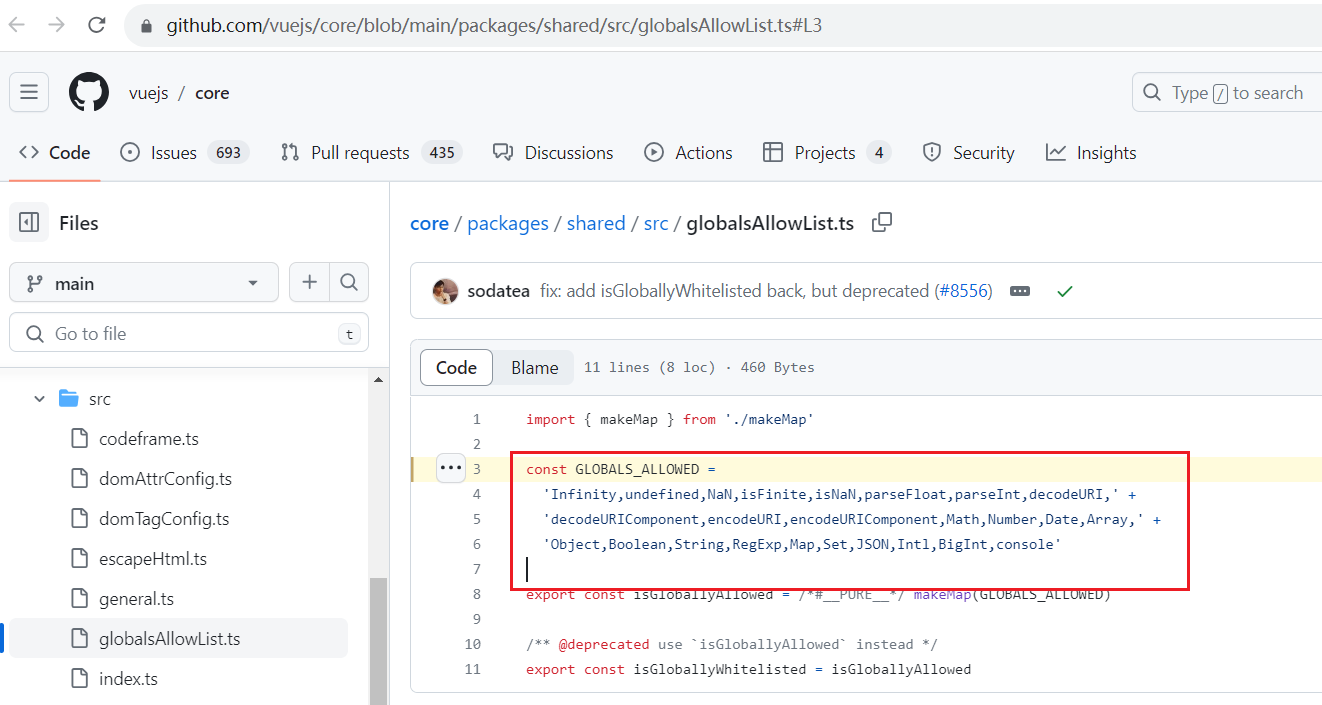 github.com/vuejs/core/blob/main/packages/shared/src/globalsAllowList.ts#L3
vuejs / core
Type / to search
Code Issues 693 Pull requests 435 Discussions Actions Projects 4 Security Insights
Files
core / packages / shared / src / globalsAllowList.ts
main
sodatea fix: add isGloballyWhitelisted back, but deprecated (#8556)
Go to file t
Code Blame 11 lines (8 loc) · 460 Bytes
src
codeframe.ts
domAttrConfig.ts
domTagConfig.ts
escapeHtml.ts
general.ts
globalsAllowList.ts
index.ts
1 import { makeMap } from './makeMap'
2
3 const GLOBALS_ALLOWED =
4 'Infinity,undefined,NaN,isFinite,isNaN,parseFloat,parseInt,decodeURI,' +
5 'decodeURIComponent,encodeURI,encodeURIComponent,Math,Number,Date,Array,' +
6 'Object,Boolean,String,RegExp,Map,Set,JSON,Intl,BigInt,console'
7
8 export const isGloballyAllowed = /*#__PURE__*/ makeMap(GLOBALS_ALLOWED)
9
10 /** @deprecated use `isGloballyAllowed` instead */
11 export const isGloballyWhitelisted = isGloballyAllowed